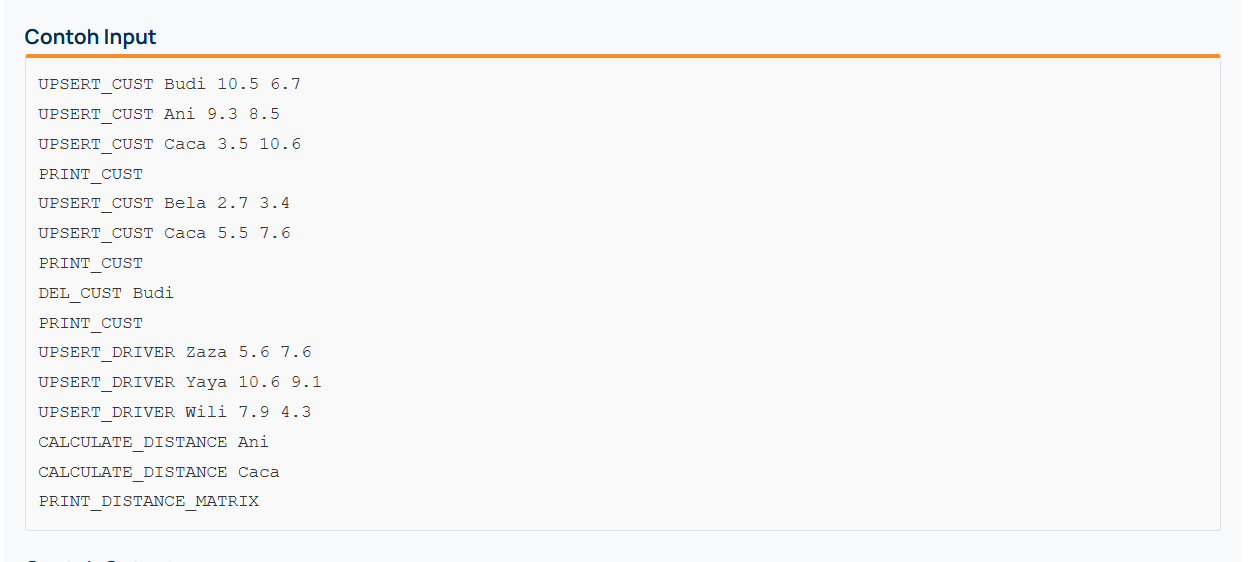 Contoh Input
UPSERT_CUST Budi 10.5 6.7
UPSERT_CUST Ani 9.3 8.5
UPSERT_CUST Caca 3.5 10.6
PRINT_CUST
UPSERT_CUST Bela 2.7 3.4
UPSERT_CUST Caca 5.5 7.6
PRINT_CUST
DEL_CUST Budi
PRINT_CUST
UPSERT_DRIVER Zaza 5.6 7.6
UPSERT_DRIVER Yaya 10.6 9.1
UPSERT_DRIVER Wili 7.9 4.3
CALCULATE_DISTANCE Ani
CALCULATE_DISTANCE Caca
PRINT_DISTANCE_MATRIX